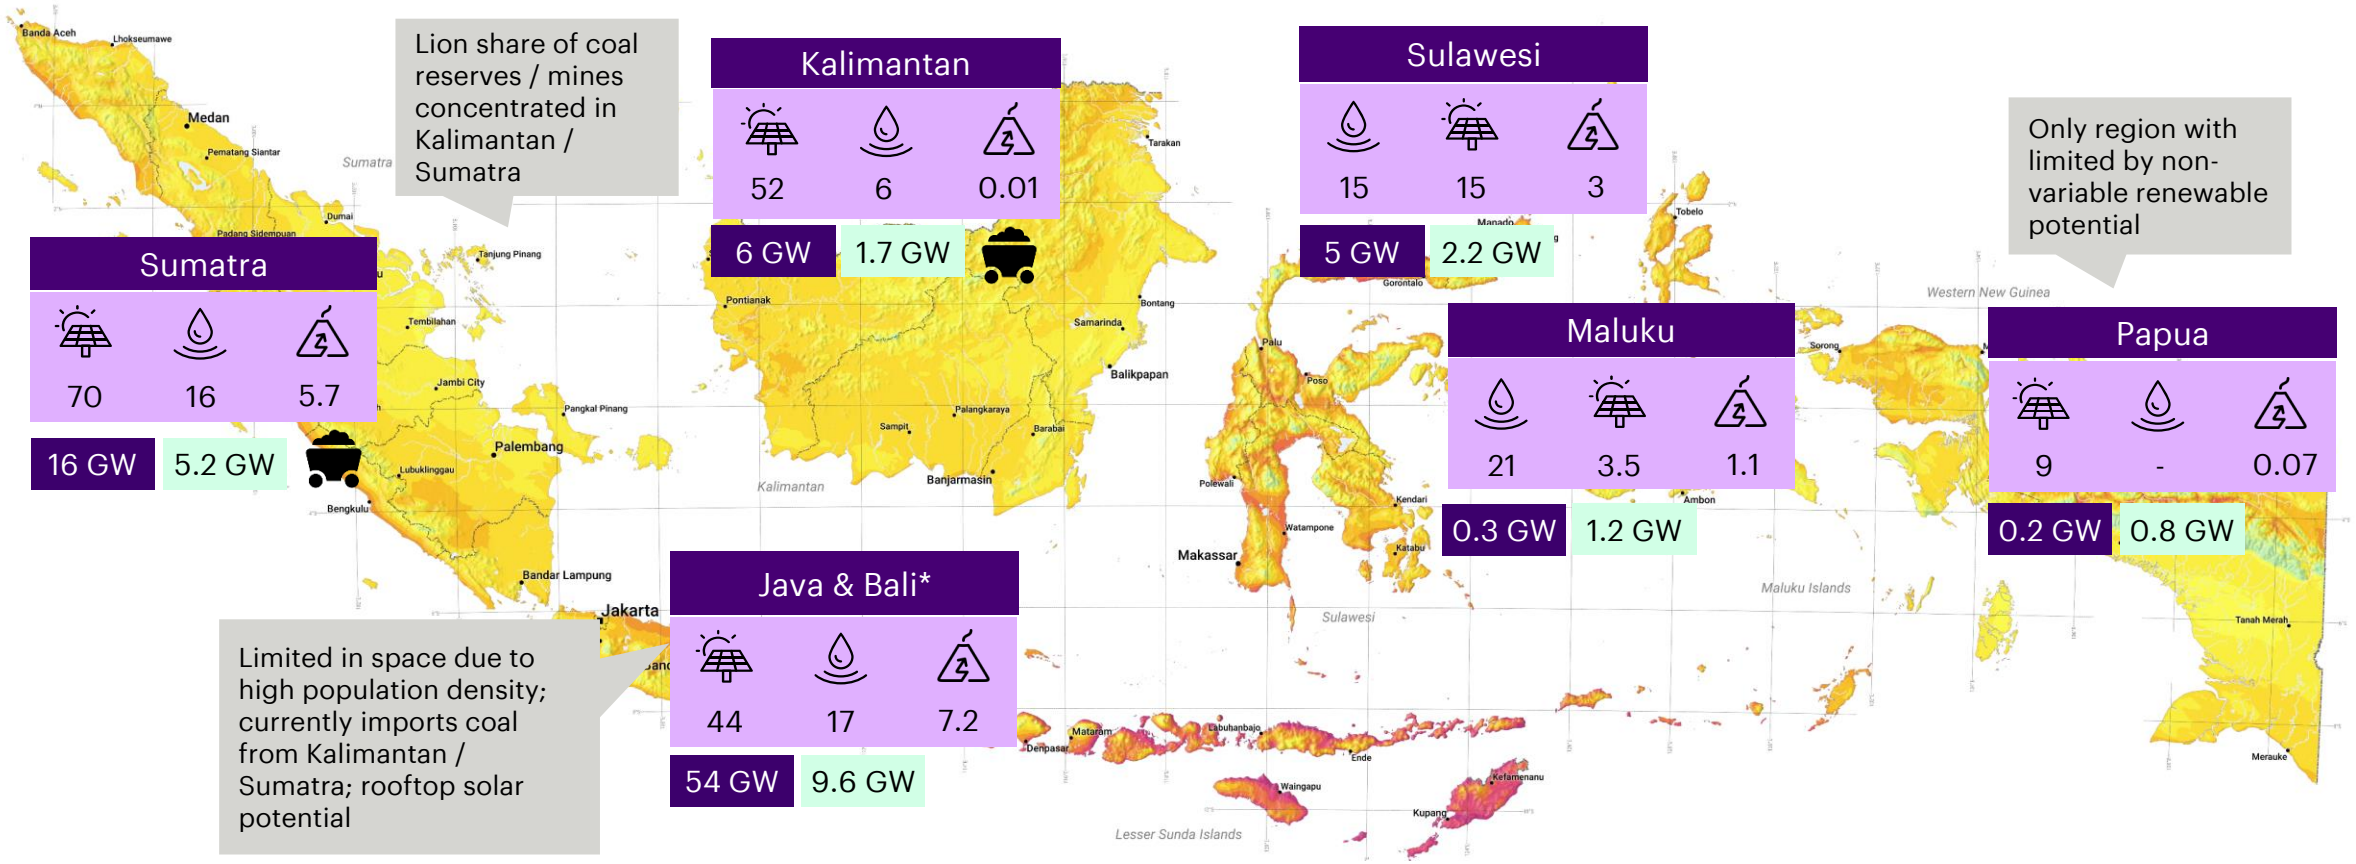 Banda Aceh
Lhokseumawe
Medan
Pematang Siantar
Sumatra
Dumai
Padang Sidempuan
Tanjung Pinang
Lion share of coal
reserves / mines
concentrated in
Kalimantan /
Sumatra
Kalimantan
52 6 0.01
6 GW 1.7 GW
Tarakan
Sulawesi
15 15 3
5 GW 2.2 GW
Manado
Gorontalo
Tobelo
Only region with
limited by non-
variable renewable
potential
Western New Guinea
Sumatra
70 16 5.7
16 GW 5.2 GW
Tembilahan
Jambi City
Pangkal Pinang
Palembang
Lubuklinggau
Bengkulu
Bandar Lampung
Pontianak
Bontang
Samarinda
Balikpapan
Palangkaraya
Sampit
Barabai
Banjarmasin
Kalimantan
Palu
Poso
Polewali
Kendari
Watampone
Katabu
Makassar
Sulawesi
Maluku
21 3.5 1.1
0.3 GW 1.2 GW
Ambon
Maluku Islands
Sorong
Papua
9 - 0.07
0.2 GW 0.8 GW
Tanah Merah
Merauke
Jakarta
Limited in space due to
high population density;
currently imports coal
from Kalimantan /
Sumatra; rooftop solar
potential
Java & Bali*
44 17 7.2
54 GW 9.6 GW
Denpasar
Mataram
Labuhanbajo
Ende
Waingapu
Kefamenanu
Kupang
Lesser Sunda Islands